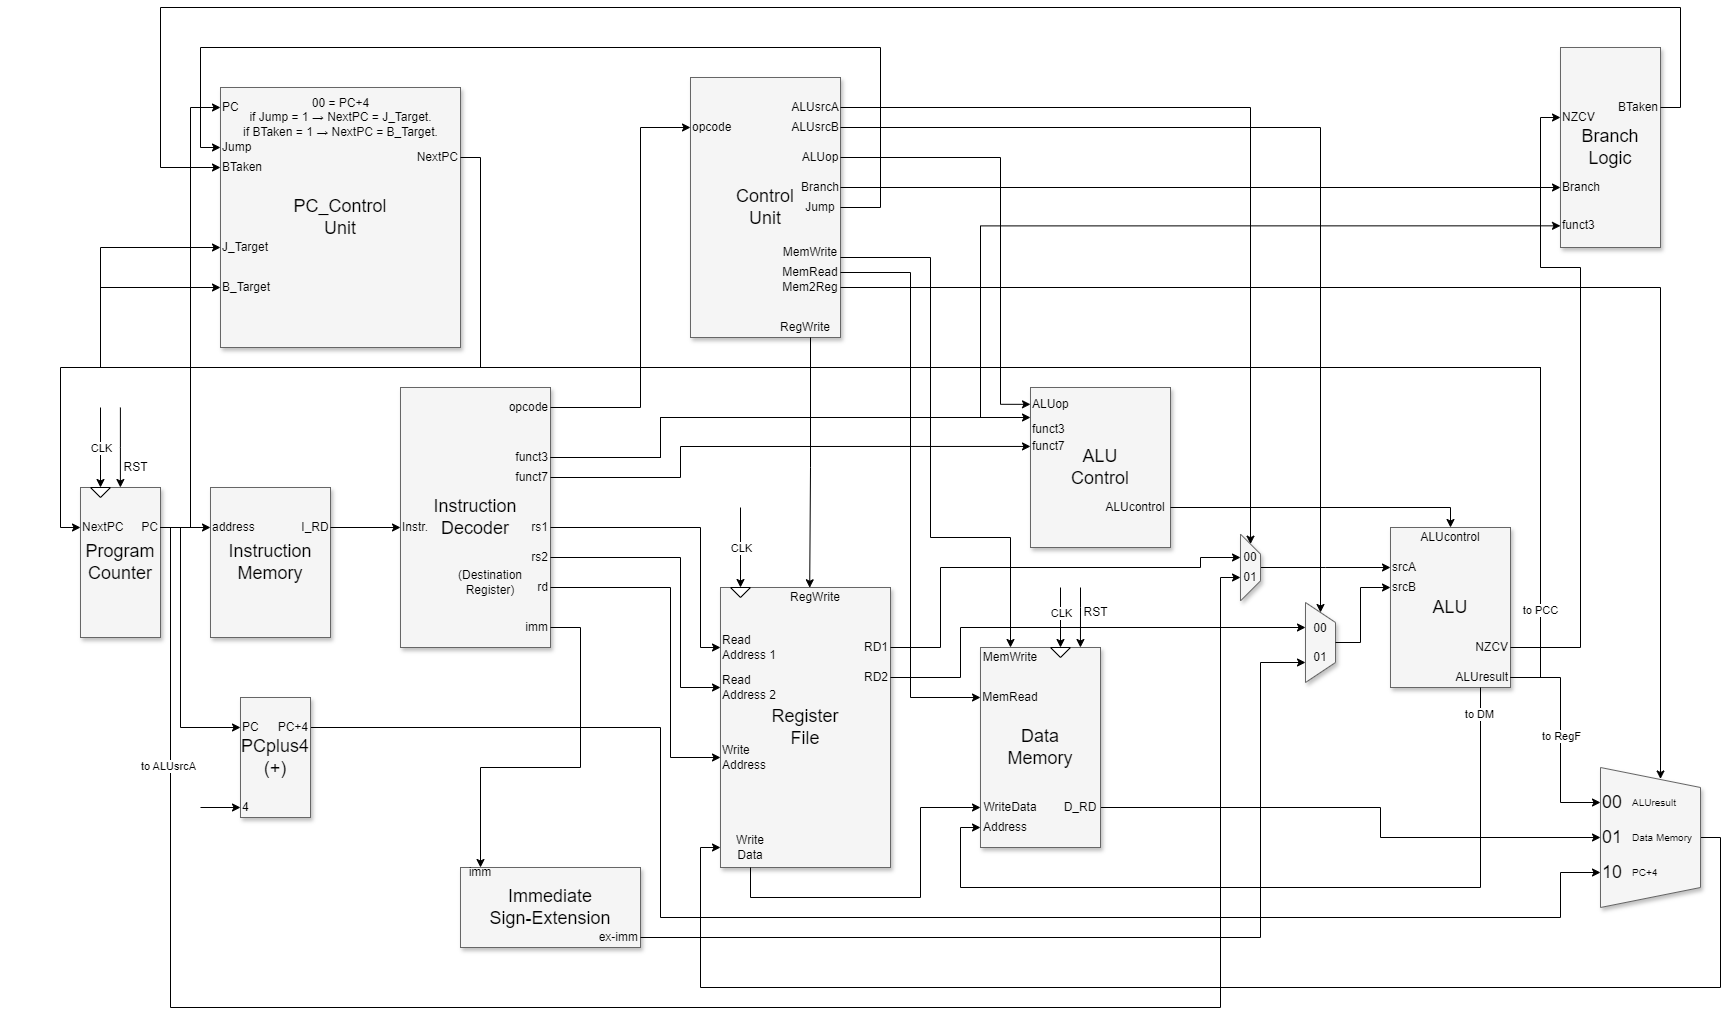 PC
00 = PC+4
if Jump = 1 → NextPC = J_Target.
if BTaken = 1 → NextPC = B_Target.
Jump
BTaken
NextPC
PC_Control
Unit
J_Target
B_Target
opcode
ALUsrcA
ALUsrcB
ALUop
Branch
Jump
Control
Unit
MemWrite
MemRead
Mem2Reg
RegWrite
BTaken
NZCV
Branch
Logic
Branch
funct3
CLK
RST
NextPC
PC
Program
Counter
address
I_RD
Instruction
Memory
opcode
funct3
funct7
Instr.
Instruction
Decoder
rs1
rs2
(Destination
Register)
rd
imm
ALUop
funct3
funct7
ALU
Control
ALUcontrol
CLK
RegWrite
Read
Address 1
Read
Address 2
Register
File
Write
Address
Write
Data
RD1
RD2
CLK
RST
MemWrite
MemRead
Data
Memory
WriteData
D_RD
Address
00
01
00
01
ALUcontrol
srcA
srcB
ALU
NZCV
ALUresult
to PCC
to DM
to RegF
PC
PC+4
PCplus4
(+)
4
to ALUsrcA
imm
Immediate
Sign-Extension
ex-imm
00 ALUresult
01 Data Memory
10 PC+4